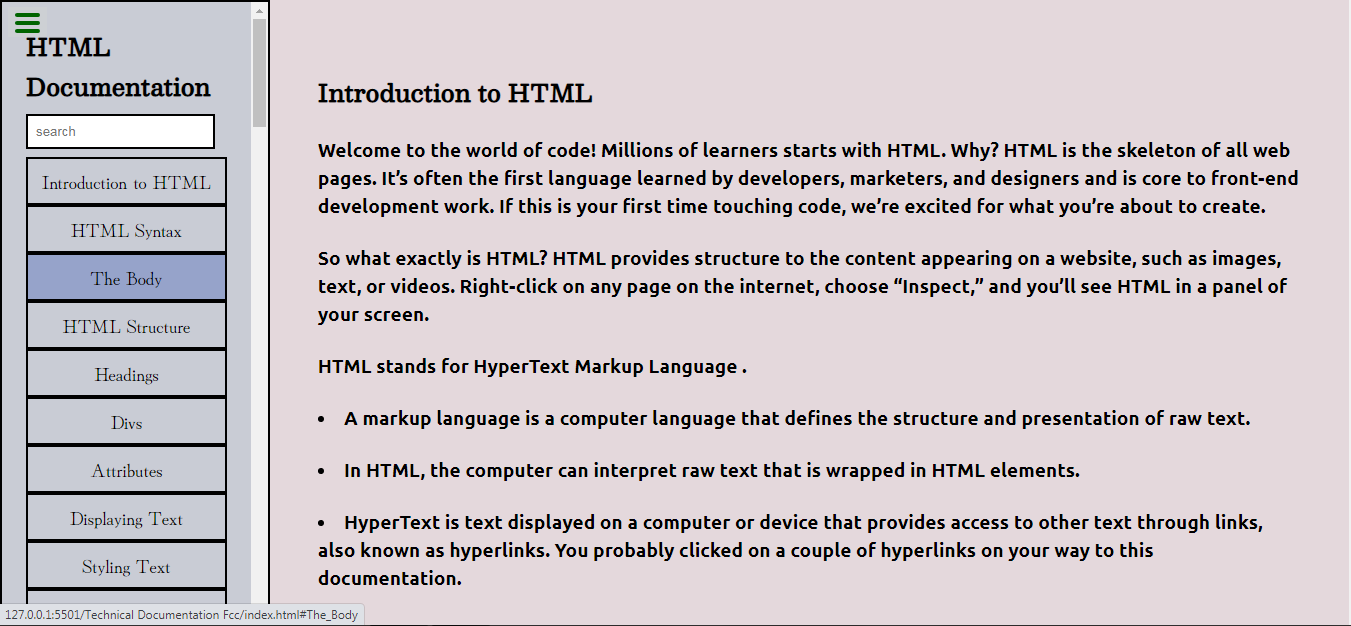 HTML
Documentation
search
Introduction to HTML
HTML Syntax
The Body
HTML Structure
Headings
Divs
Attributes
Displaying Text
Styling Text
Introduction to HTML
Welcome to the world of code! Millions of learners starts with HTML. Why? HTML is the skeleton of all web
pages. It’s often the first language learned by developers, marketers, and designers and is core to front-end
development work. If this is your first time touching code, we’re excited for what you’re about to create.
So what exactly is HTML? HTML provides structure to the content appearing on a website, such as images,
text, or videos. Right-click on any page on the internet, choose “Inspect,” and you’ll see HTML in a panel of
your screen.
HTML stands for HyperText Markup Language .
• A markup language is a computer language that defines the structure and presentation of raw text.
• In HTML, the computer can interpret raw text that is wrapped in HTML elements.
• HyperText is text displayed on a computer or device that provides access to other text through links,
also known as hyperlinks. You probably clicked on a couple of hyperlinks on your way to this
documentation.
127.0.0.1:5501/Technical Documentation Fcc/index.html#The_Body